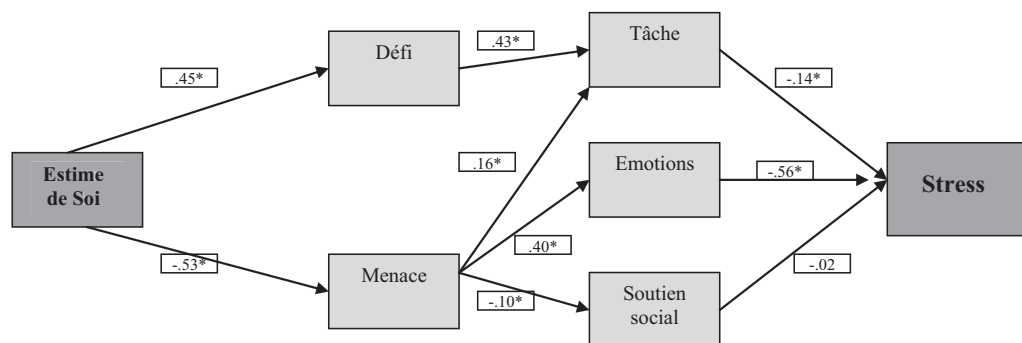 Tâche
Défi
.43*
.45*
-.14*
Estime
de Soi
.16*
Emotions
-.56*
Stress
.40*
-.53*
Menace
-.10*
Soutien
social
-.02